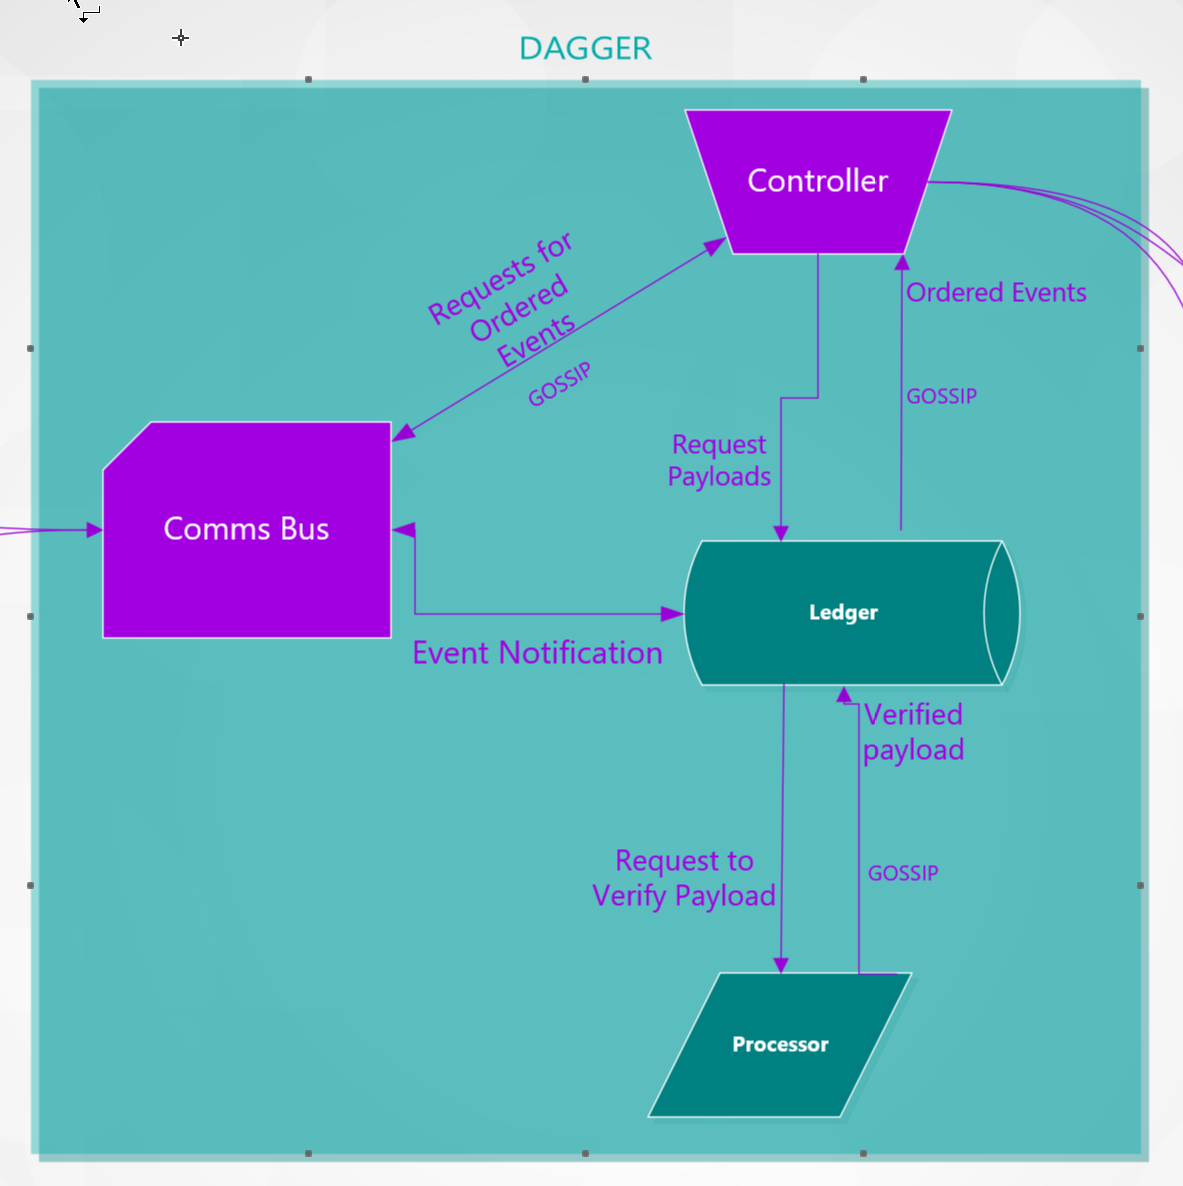 DAGGER
Controller
Requests for
Ordered
Events
GOSSIP
Ordered Events
GOSSIP
Request
Payloads
Comms Bus
Ledger
Event Notification
Verified
payload
Request to
Verify Payload
GOSSIP
Processor